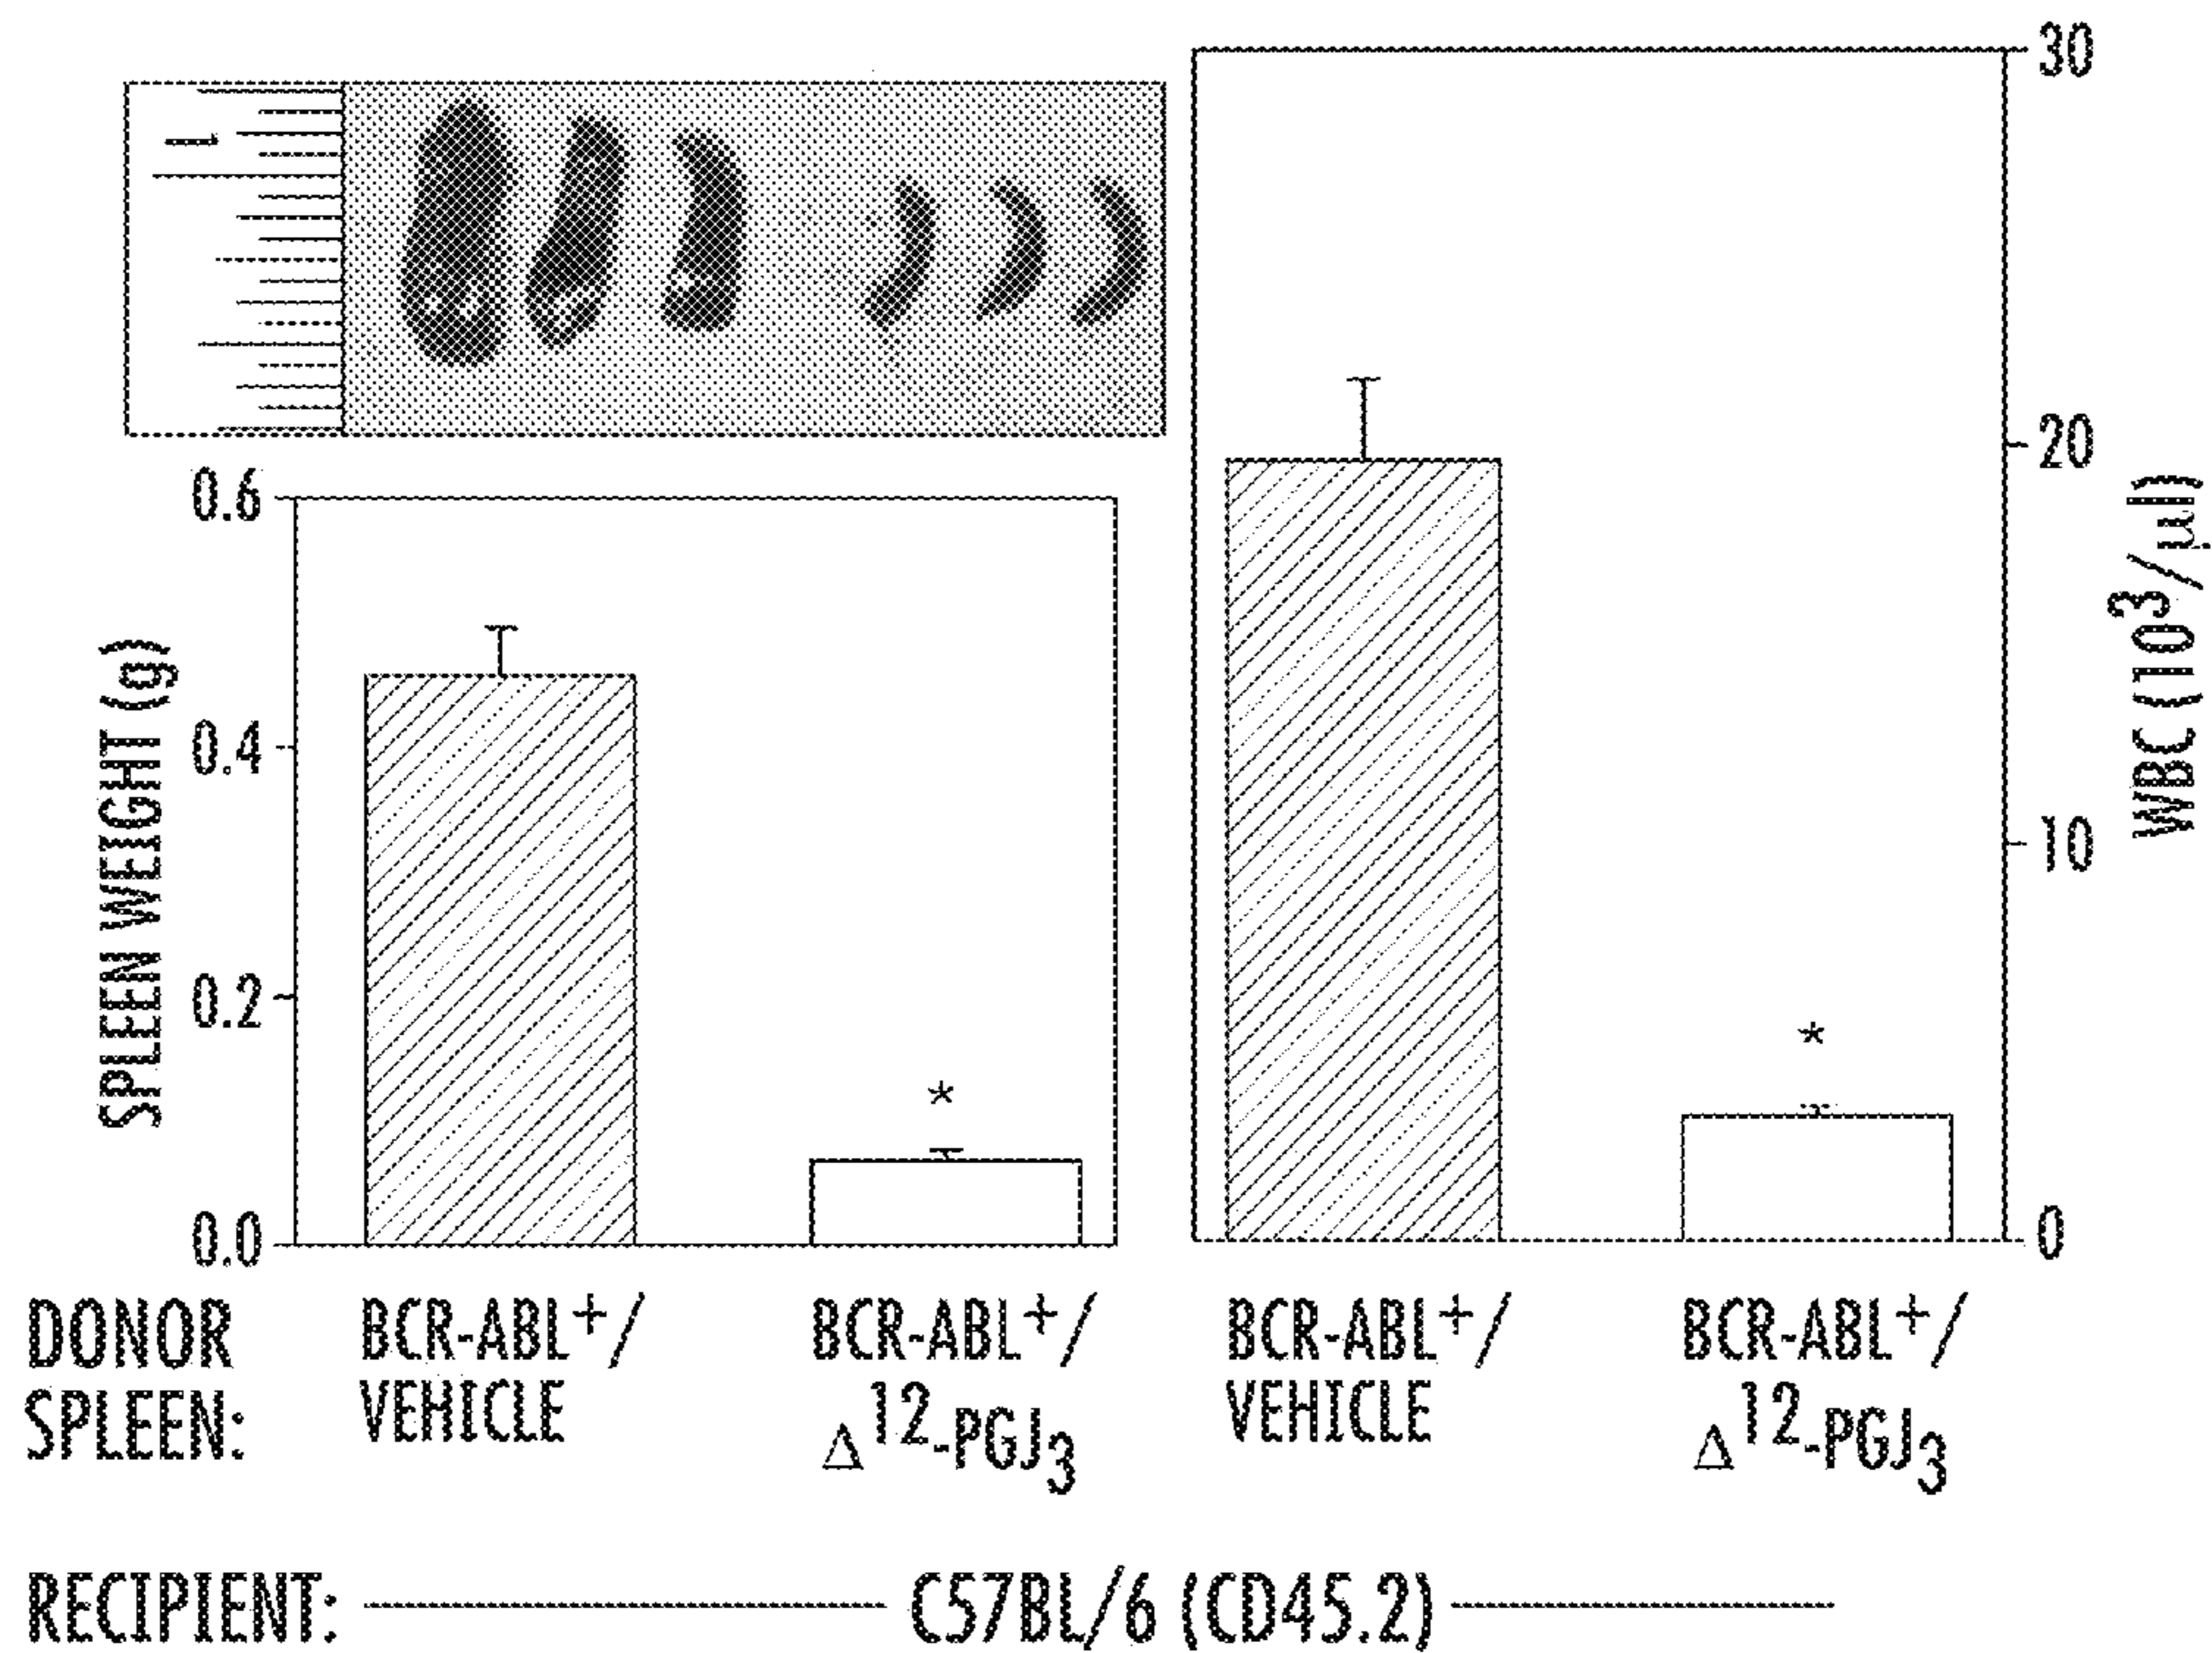 30
20
10
0
WBC (10³/μl)
0.6
0.4
0.2
0.0
SPLEEN WEIGHT (g)
*
*
DONOR SPLEEN:
BCR-ABL⁺/
VEHICLE
BCR-ABL⁺/
Δ¹²-PGJ₃
BCR-ABL⁺/
VEHICLE
BCR-ABL⁺/
Δ¹²-PGJ₃
RECIPIENT: C57BL/6 (CD45.2)